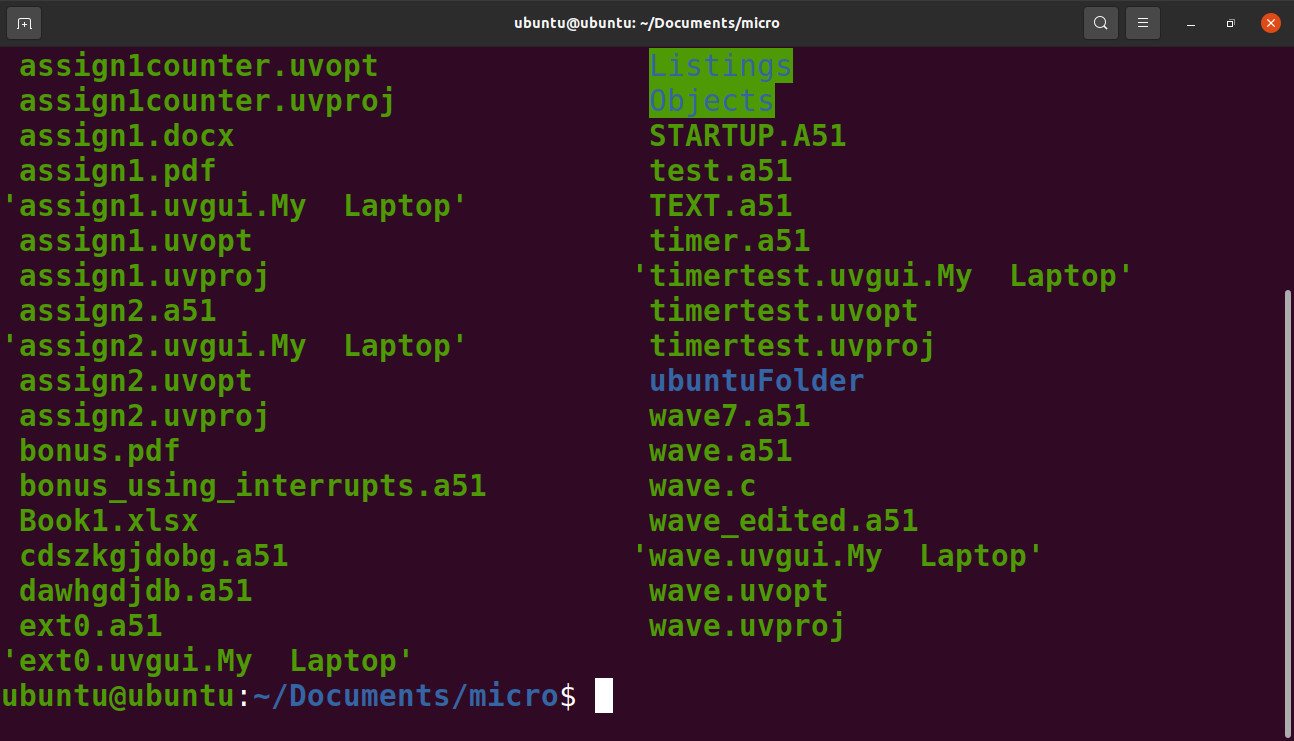 ubuntu@ubuntu: ~/Documents/micro
assign1counter.uvopt Listings
assign1counter.uvproj Objects
assign1.docx STARTUP.A51
assign1.pdf test.a51
'assign1.uvgui.My  Laptop' TEXT.a51
assign1.uvopt timer.a51
assign1.uvproj 'timertest.uvgui.My  Laptop'
assign2.a51 timertest.uvopt
'assign2.uvgui.My  Laptop' timertest.uvproj
assign2.uvopt ubuntuFolder
assign2.uvproj wave7.a51
bonus.pdf wave.a51
bonus_using_interrupts.a51 wave.c
Book1.xlsx wave_edited.a51
cdszkgjdobg.a51 'wave.uvgui.My  Laptop'
dawhgdjdb.a51 wave.uvopt
ext0.a51 wave.uvproj
'ext0.uvgui.My  Laptop'
ubuntu@ubuntu:~/Documents/micro$